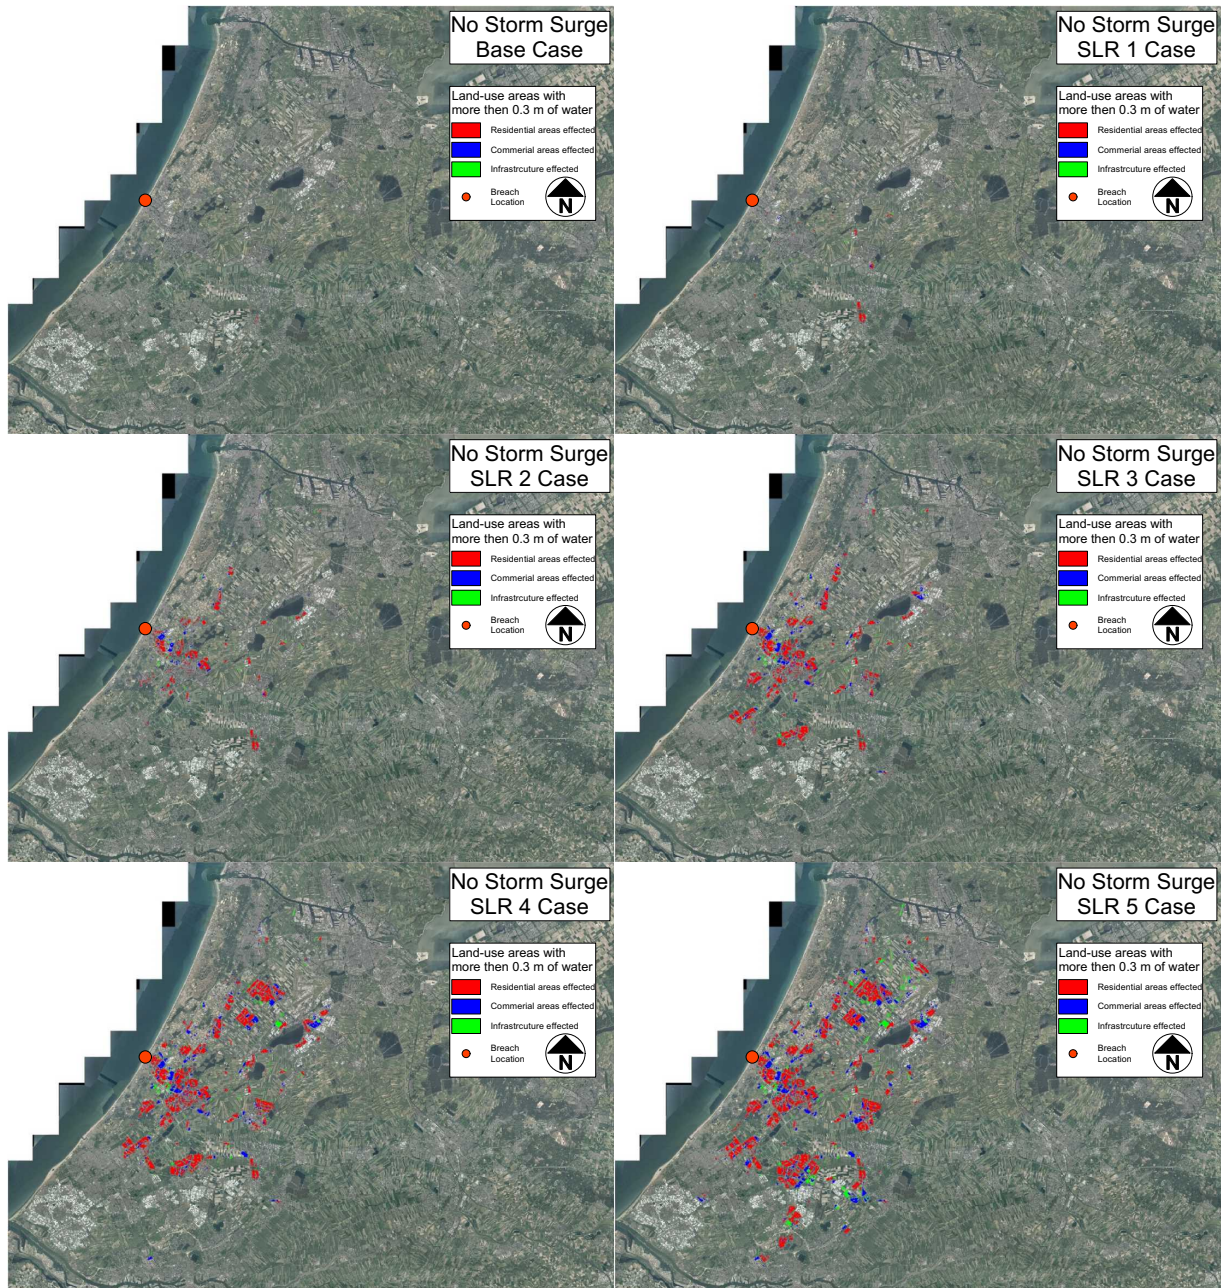 No Storm Surge
Base Case
Land-use areas with
more then 0.3 m of water
Residential areas effected
Commerial areas effected
Infrastrcuture effected
Breach
Location
N
No Storm Surge
SLR 1 Case
Land-use areas with
more then 0.3 m of water
Residential areas effected
Commerial areas effected
Infrastrcuture effected
Breach
Location
N
No Storm Surge
SLR 2 Case
Land-use areas with
more then 0.3 m of water
Residential areas effected
Commerial areas effected
Infrastrcuture effected
Breach
Location
N
No Storm Surge
SLR 3 Case
Land-use areas with
more then 0.3 m of water
Residential areas effected
Commerial areas effected
Infrastrcuture effected
Breach
Location
N
No Storm Surge
SLR 4 Case
Land-use areas with
more then 0.3 m of water
Residential areas effected
Commerial areas effected
Infrastrcuture effected
Breach
Location
N
No Storm Surge
SLR 5 Case
Land-use areas with
more then 0.3 m of water
Residential areas effected
Commerial areas effected
Infrastrcuture effected
Breach
Location
N